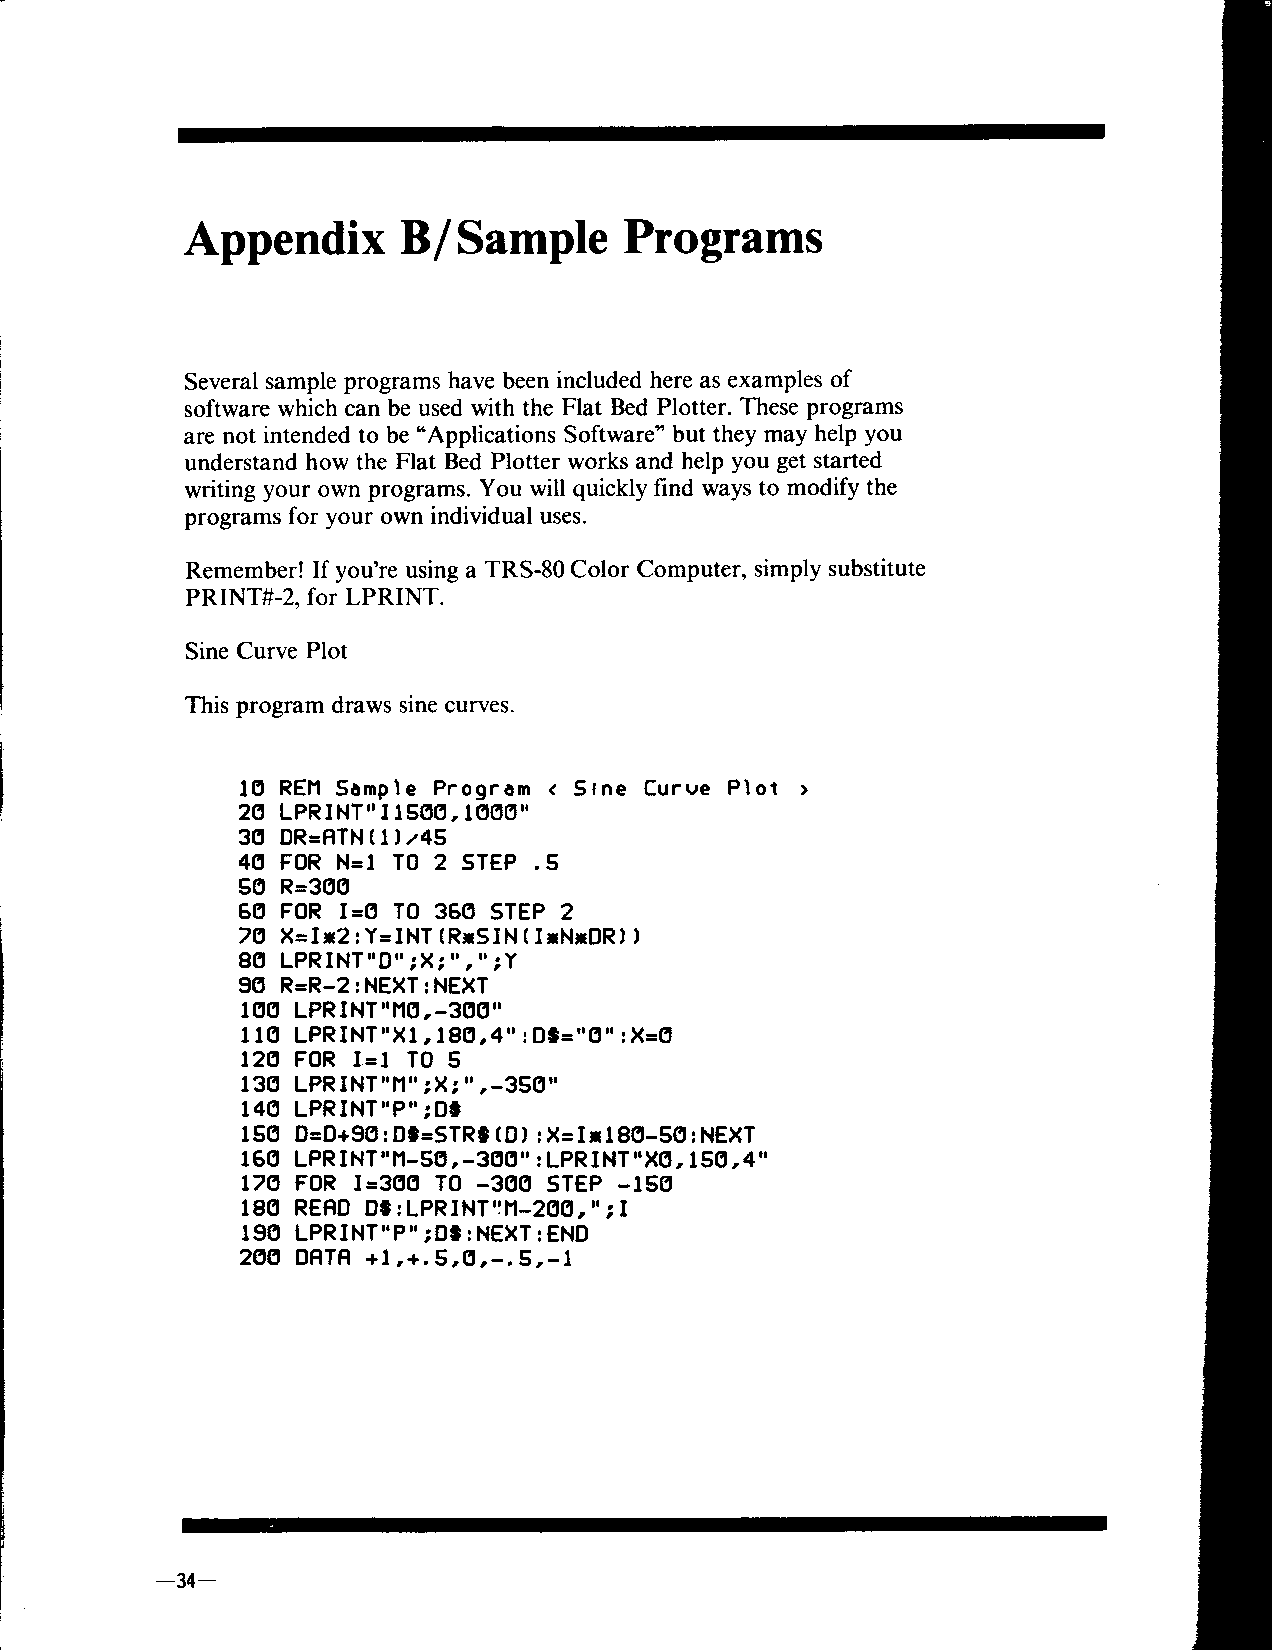 Appendix B/Sample Programs
Several sample programs have been included here as examples of
software which can be used with the Flat Bed Plotter. These programs
are not intended to be “Applications Software” but they may help you
understand how the Flat Bed Plotter works and help you get started
writing your own programs. You will quickly find ways to modify the
programs for your own individual uses.
Remember! If you're using a TRS-80 Color Computer, simply substitute
PRINT#-2, for LPRINT.
Sine Curve Plot
This program draws sine curves.
10 REM Sample Program < Sine Curve Plot >
20 LPRINT"I1500,1000"
30 DR=ATN(1)/45
40 FOR N=1 TO 2 STEP .5
50 R=300
60 FOR I=0 TO 360 STEP 2
70 X=I*2:Y=INT(R*SIN(I*N*DR))
80 LPRINT"D";X;",";Y
90 R=R-2:NEXT:NEXT
100 LPRINT"M0,-300"
110 LPRINT"X1,180,4":D$="0":X=0
120 FOR I=1 TO 5
130 LPRINT"M";X;",-350"
140 LPRINT"P";D$
150 D=D+90:D$=STR$(D):X=I*180-50:NEXT
160 LPRINT"M-50,-300":LPRINT"X0,150,4"
170 FOR I=300 TO -300 STEP -150
180 READ D$:LPRINT"M-200,";I
190 LPRINT"P";D$:NEXT:END
200 DATA +1,+.5,0,-.5,-1
—34—